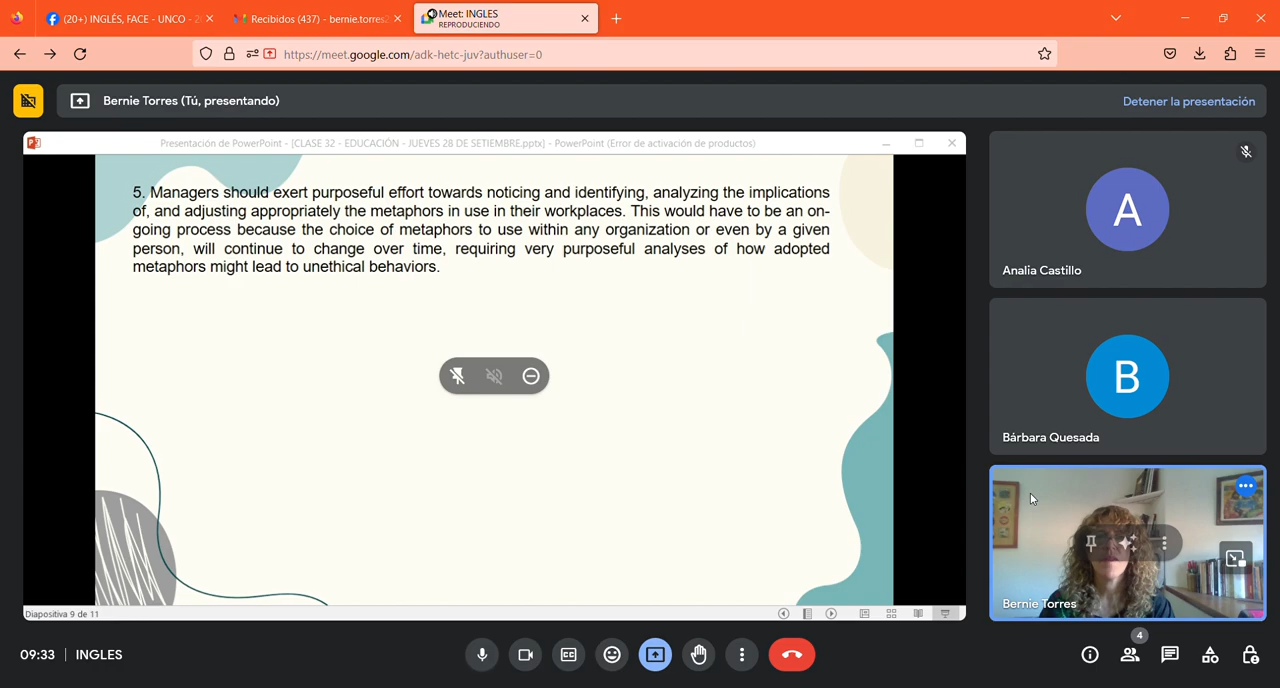 (20+) INGLÉS, FACE - UNCO - 2
Recibidos (437) - bernie.torres
Meet: INGLES
REPRODUCIENDO
https://meet.google.com/adk-hetc-juv?authuser=0
Bernie Torres (Tú, presentando)
Detener la presentación
Presentación de PowerPoint - [CLASE 32 - EDUCACIÓN - JUEVES 28 DE SETIEMBRE.pptx] - PowerPoint (Error de activación de productos)
5. Managers should exert purposeful effort towards noticing and identifying, analyzing the implications
of, and adjusting appropriately the metaphors in use in their workplaces. This would have to be an on-
going process because the choice of metaphors to use within any organization or even by a given
person, will continue to change over time, requiring very purposeful analyses of how adopted
metaphors might lead to unethical behaviors.
A
Analia Castillo
B
Bárbara Quesada
Bernie Torres
Diapositiva 9 de 11
09:33 | INGLES
4